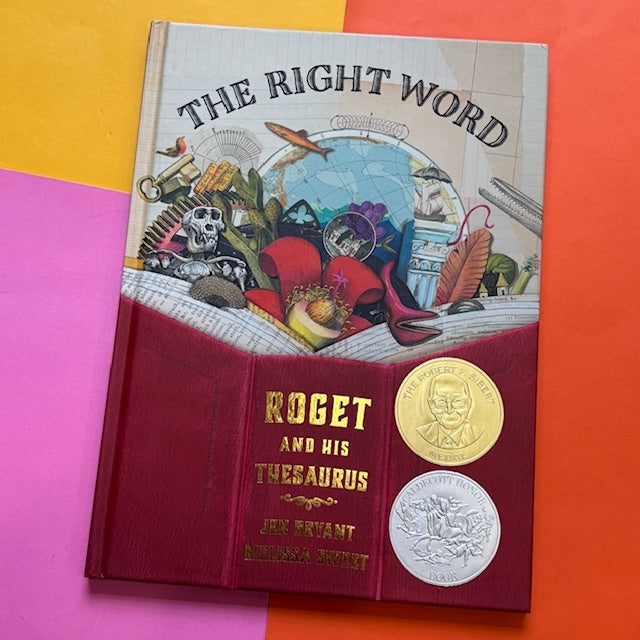 THE RIGHT WORD
ROGET
AND HIS
THESAURUS
JEN BRYANT
MELISSA SWEET
THE ROBERT F. SIBERT
MEDAL
CALDECOTT HONOR
BOOK